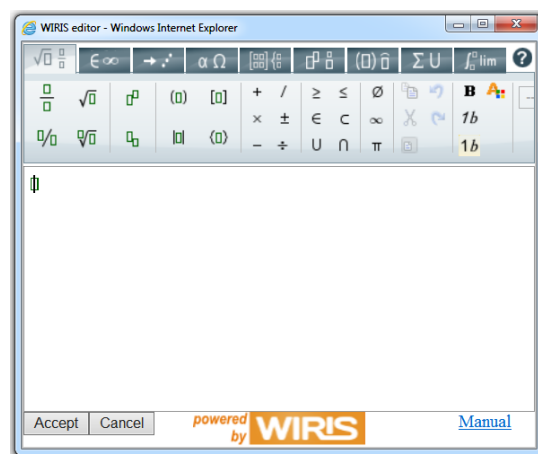 WIRIS editor - Windows Internet Explorer
√▯ ▯/▯ ∈∞ → ⋰ α Ω [▯▯] {▯ ▯▯ ▯ (▯) ▯̂ Σ U ∫▯ lim ?
▯/▯ √▯ ▯▯ (▯) [▯] + / ≥ ≤ Ø B A
× ± ∈ ⊂ ∞ 1b
▯/▯ ▯√▯ ▯▯ |▯| ⟨▯⟩ − ÷ ∪ ∩ π 1b
Accept Cancel powered by WIRIS Manual